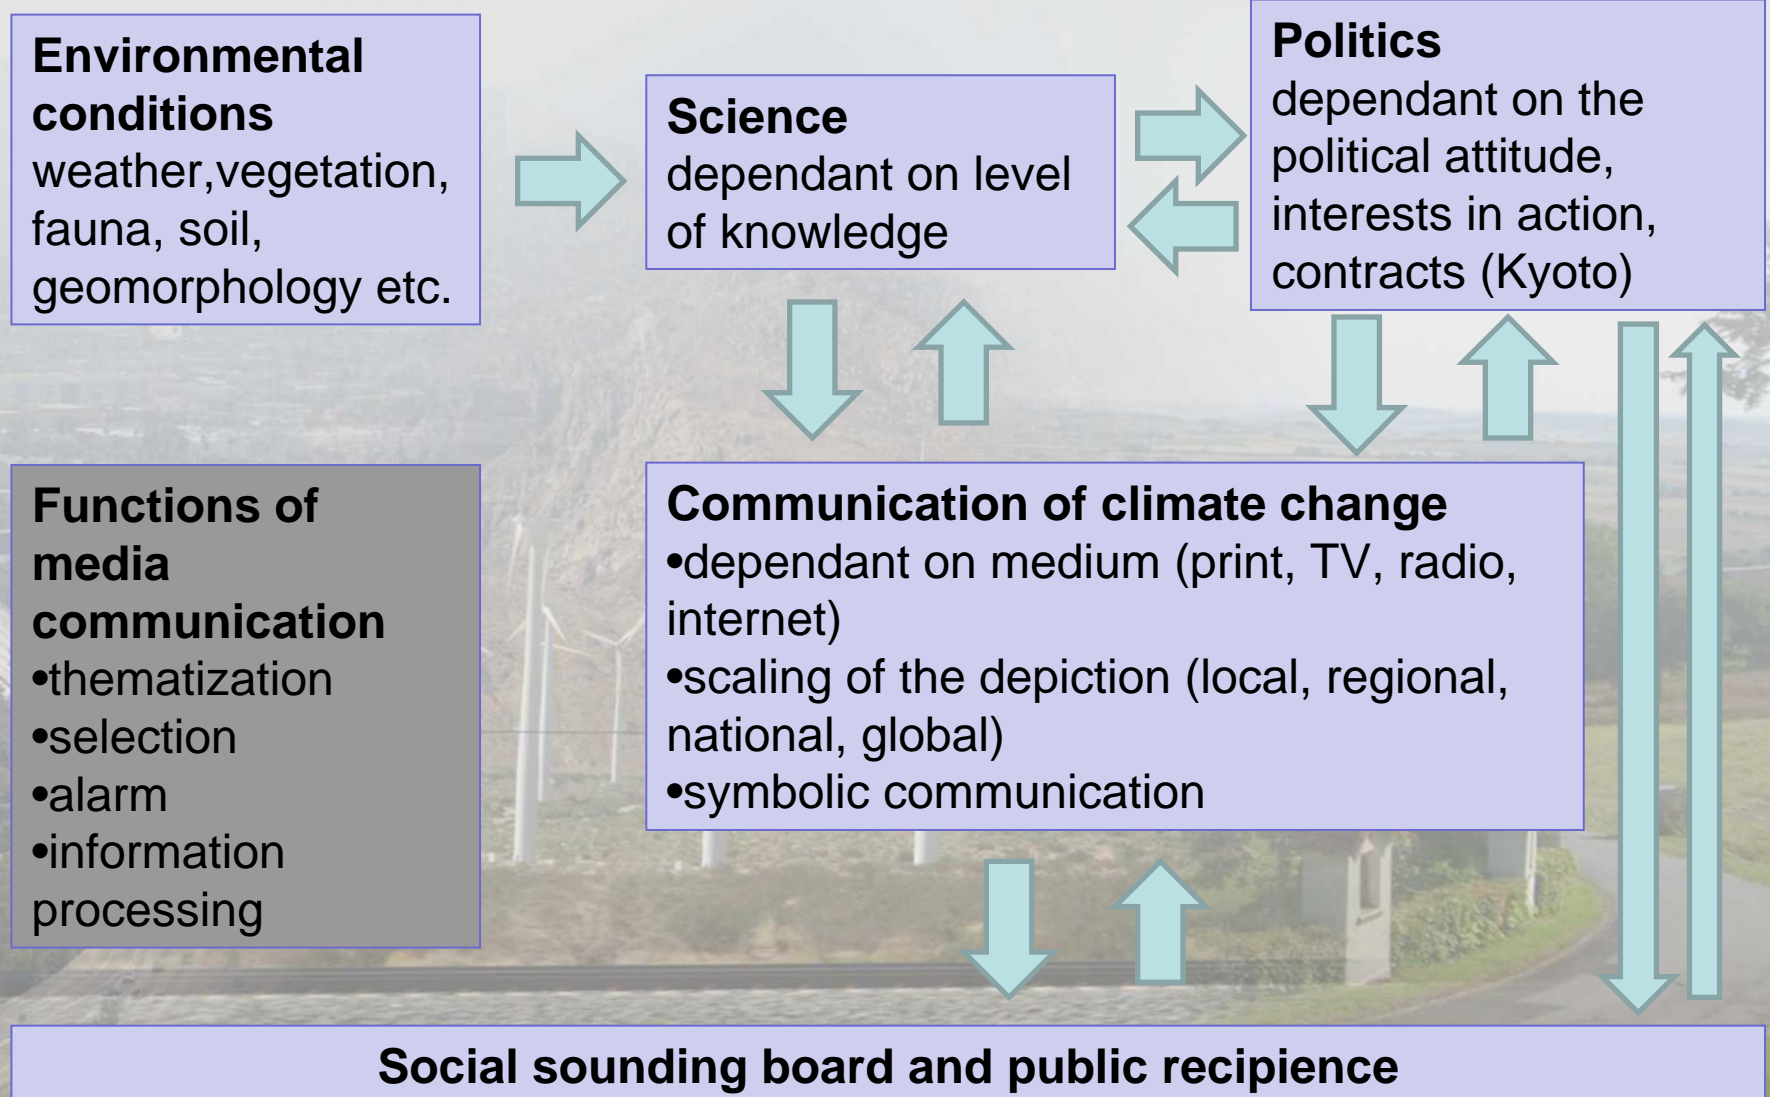 Environmental
conditions
weather,vegetation,
fauna, soil,
geomorphology etc.
Science
dependant on level
of knowledge
Politics
dependant on the
political attitude,
interests in action,
contracts (Kyoto)
Functions of
media
communication
•thematization
•selection
•alarm
•information
processing
Communication of climate change
•dependant on medium (print, TV, radio,
internet)
•scaling of the depiction (local, regional,
national, global)
•symbolic communication
Social sounding board and public recipience